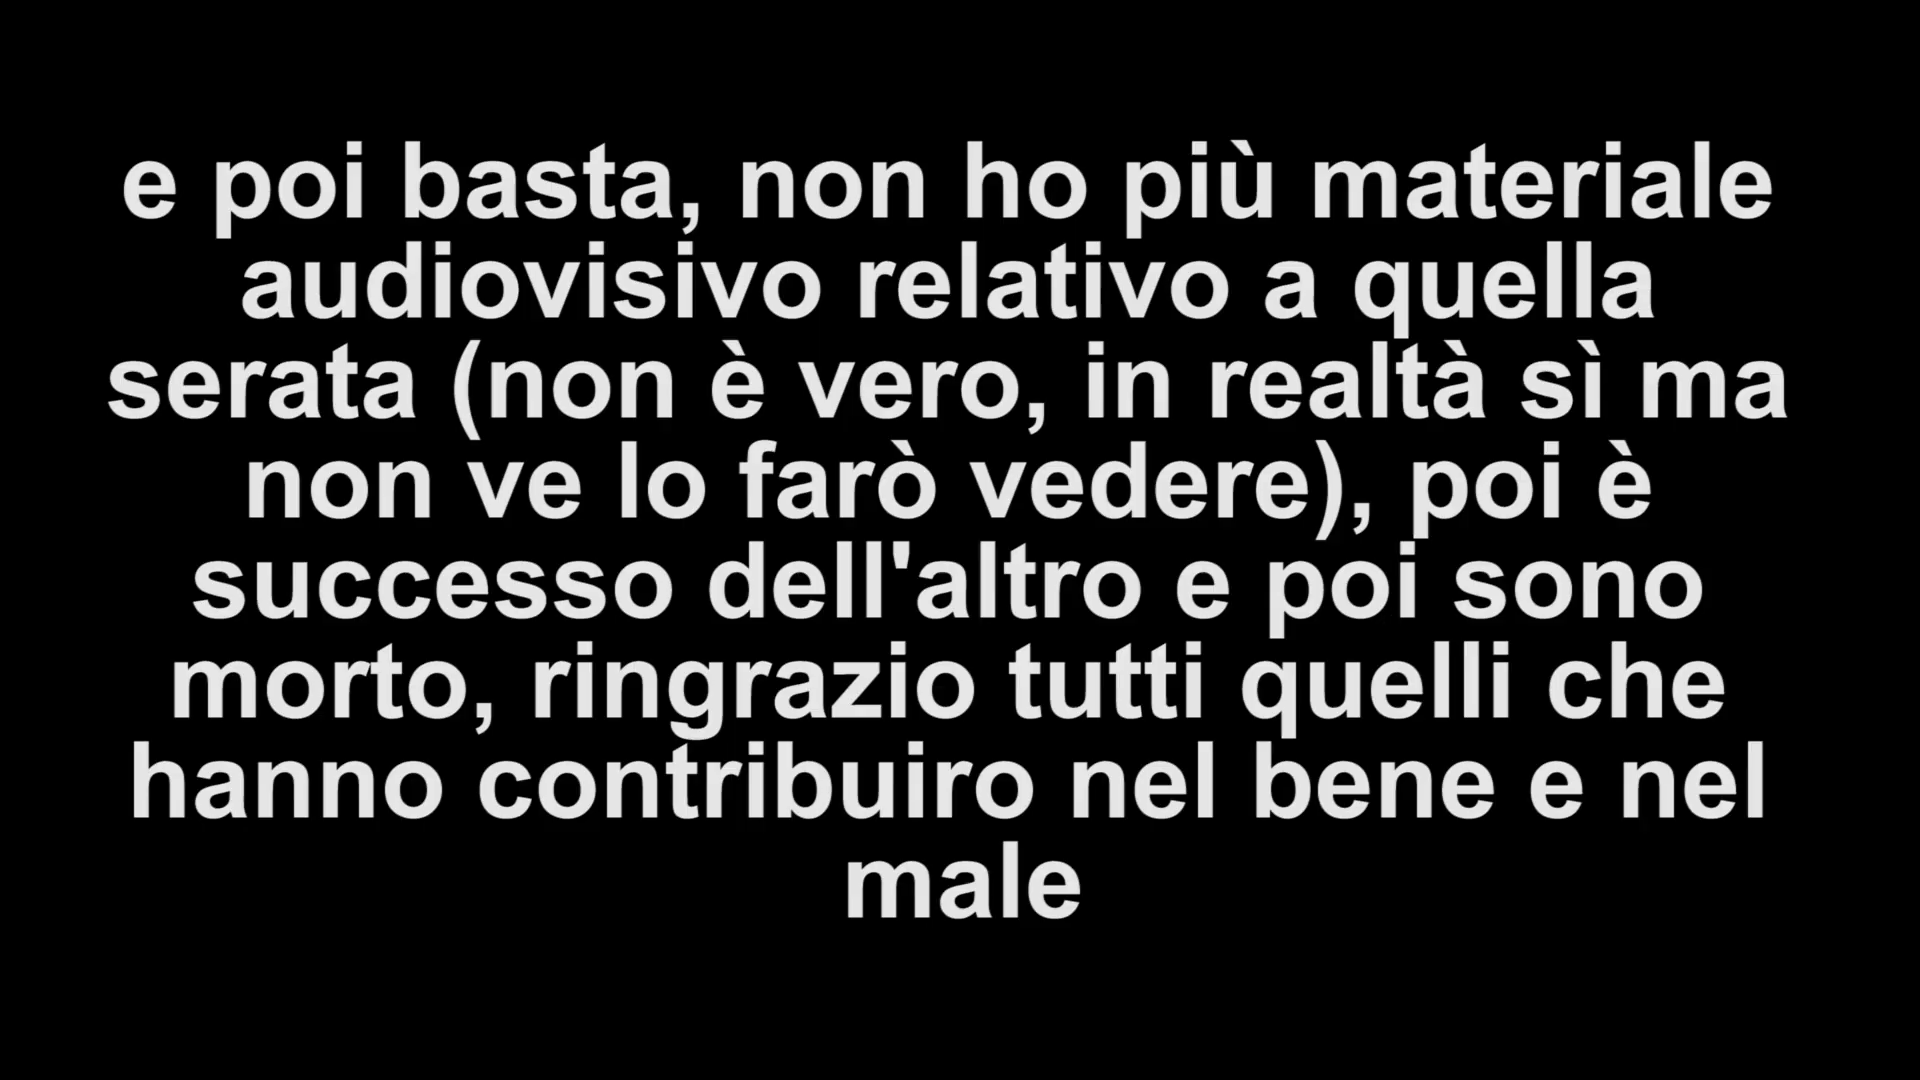 e poi basta, non ho più materiale
audiovisivo relativo a quella
serata (non è vero, in realtà sì ma
non ve lo farò vedere), poi è
successo dell'altro e poi sono
morto, ringrazio tutti quelli che
hanno contribuiro nel bene e nel
male